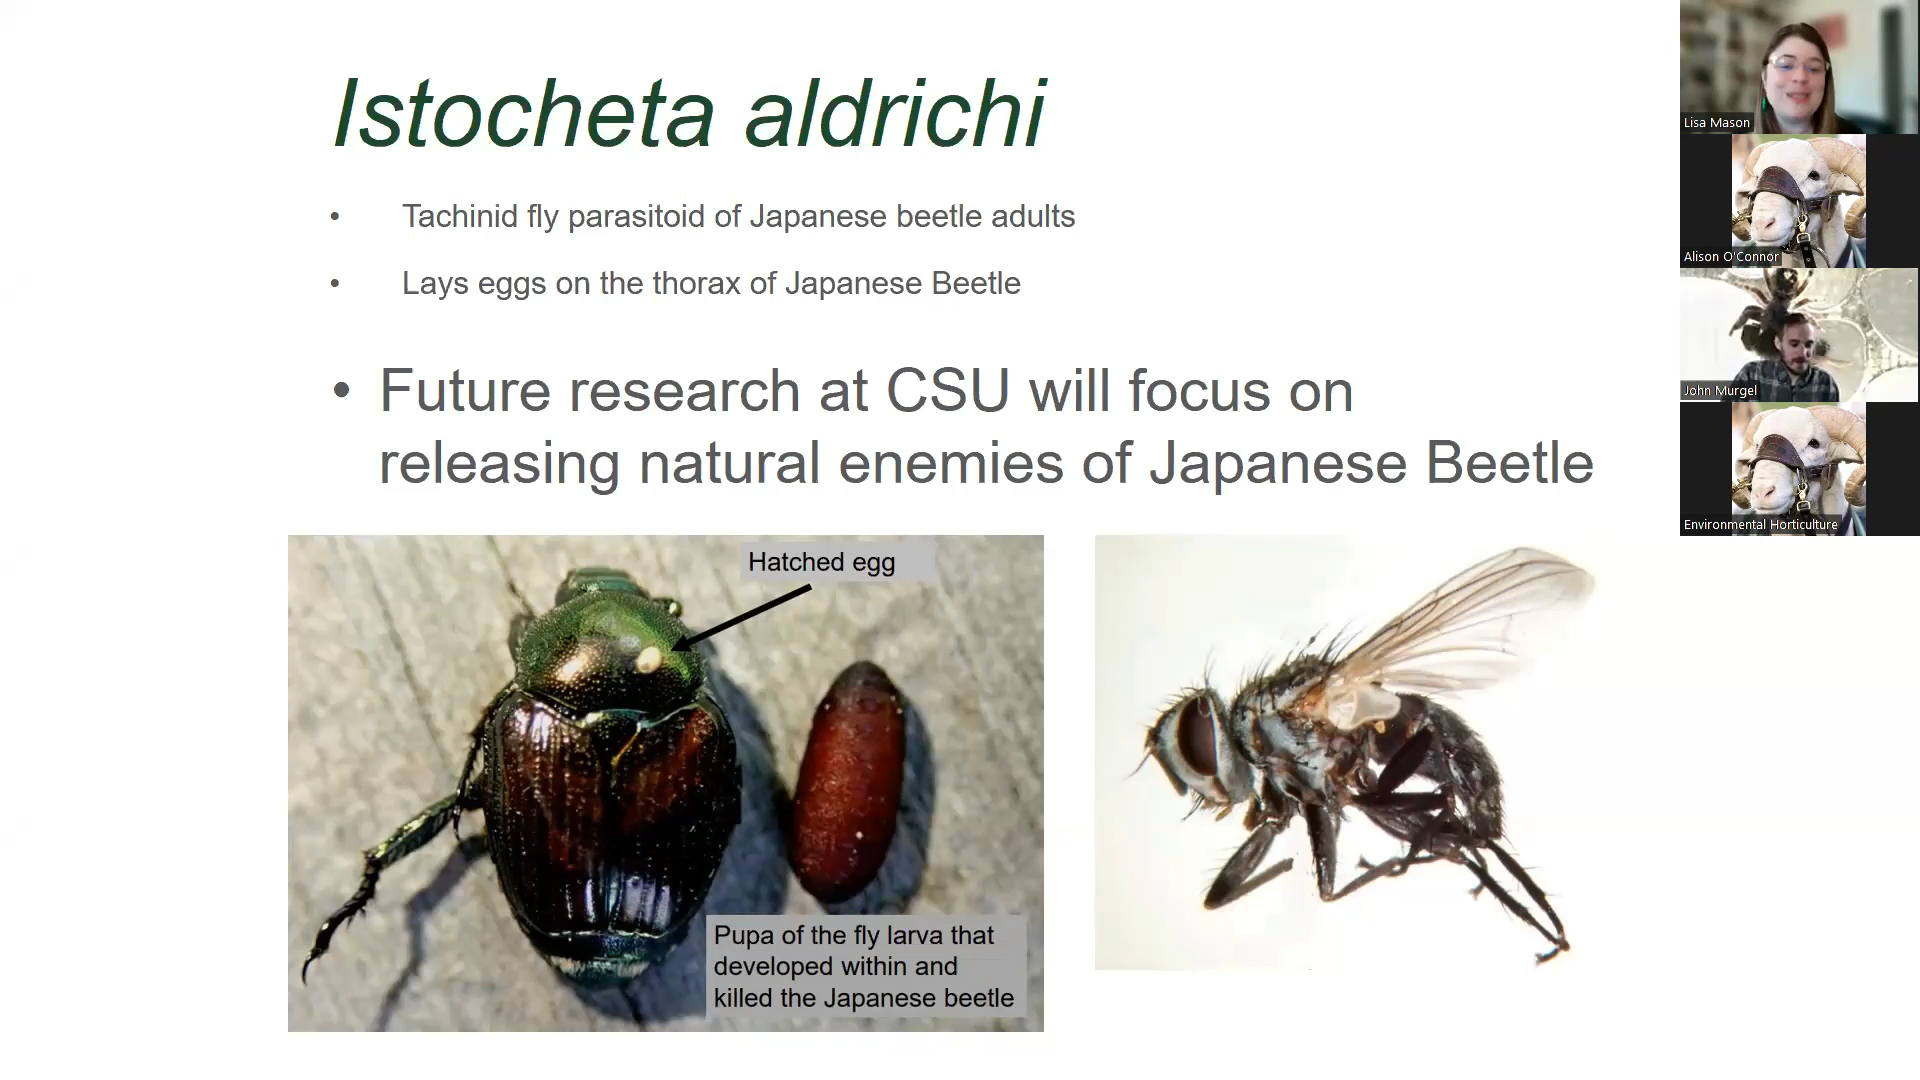 Istocheta aldrichi
• Tachinid fly parasitoid of Japanese beetle adults
• Lays eggs on the thorax of Japanese Beetle
• Future research at CSU will focus on
releasing natural enemies of Japanese Beetle
Hatched egg
Pupa of the fly larva that
developed within and
killed the Japanese beetle
Lisa Mason
Alison O'Connor
John Murgel
Environmental Horticulture